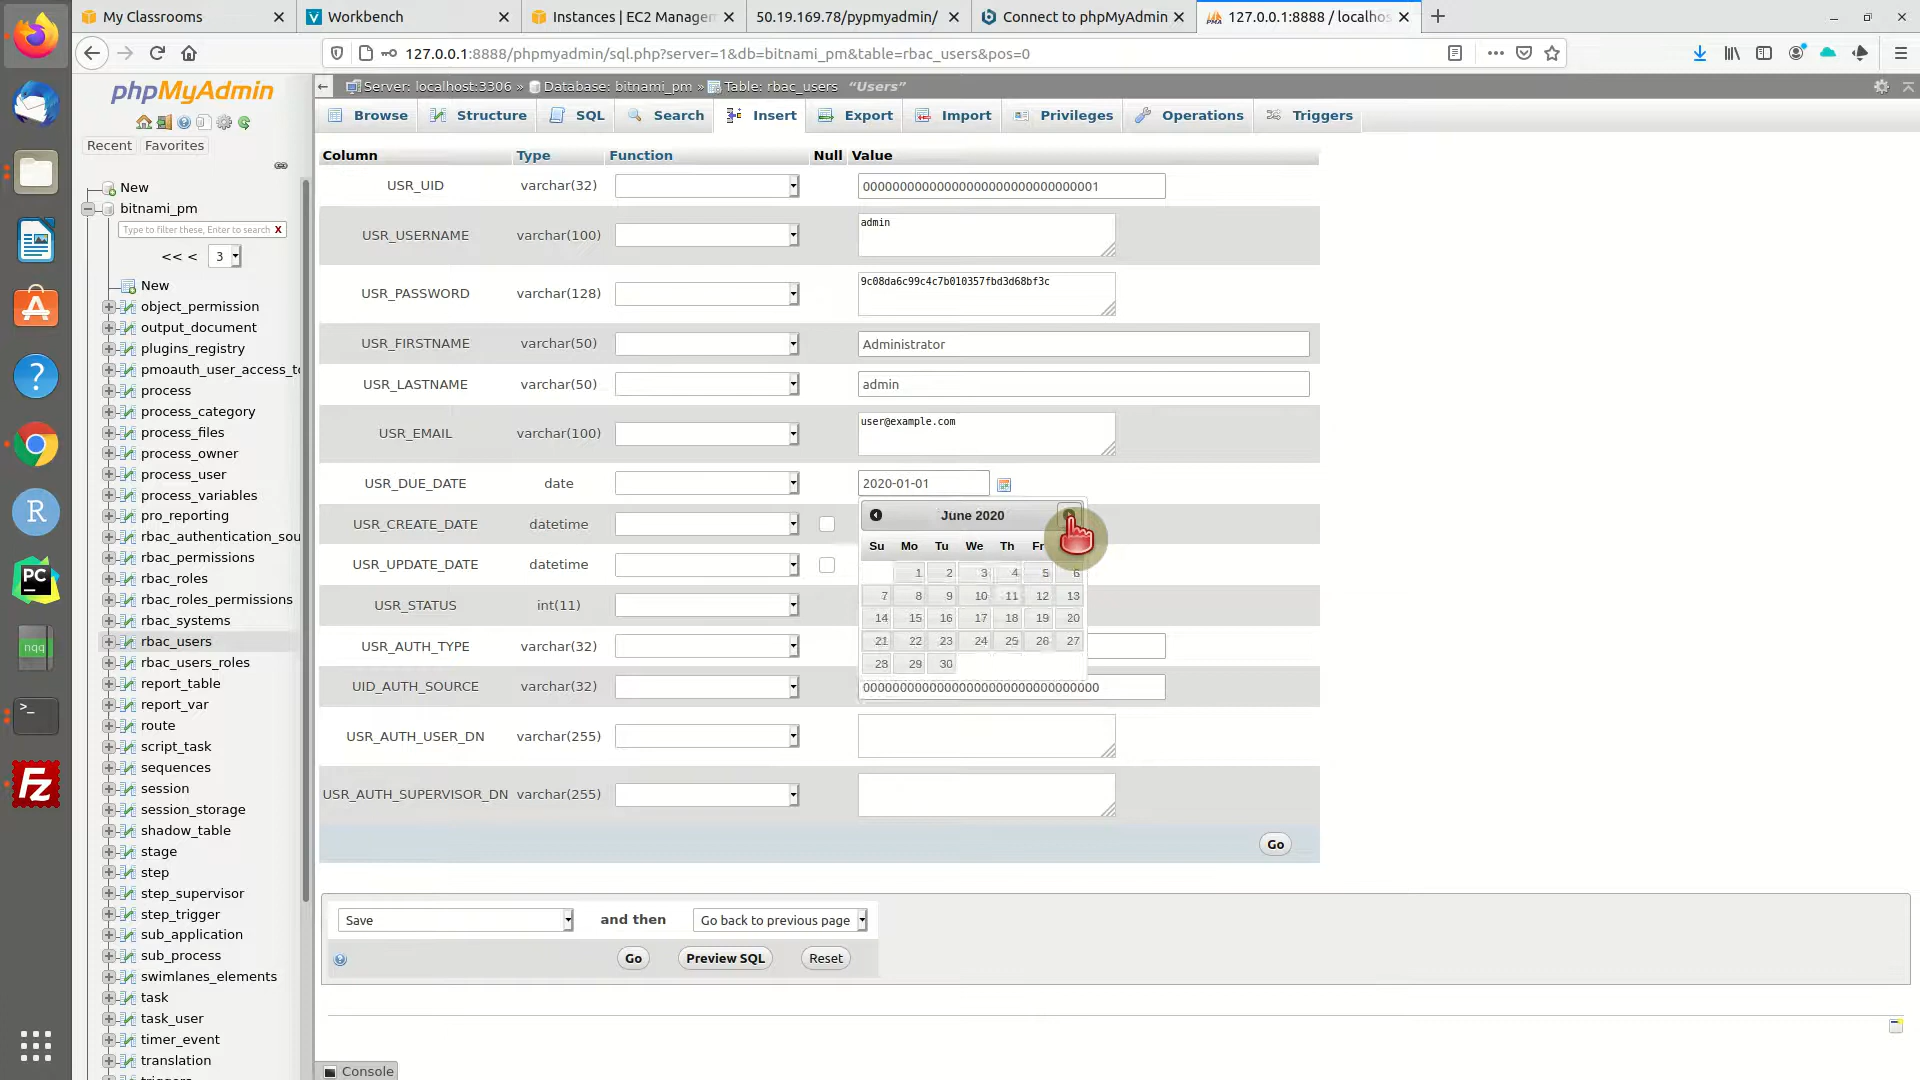 My Classrooms
Workbench
Instances | EC2 Managem
50.19.169.78/pypmyadmin/
Connect to phpMyAdmin
127.0.0.1:8888 / localhos
127.0.0.1:8888/phpmyadmin/sql.php?server=1&db=bitnami_pm&table=rbac_users&pos=0
phpMyAdmin
Recent
Favorites
New
bitnami_pm
Type to filter these, Enter to search
X
<< <
3
New
object_permission
output_document
plugins_registry
pmoauth_user_access_to
process
process_category
process_files
process_owner
process_user
process_variables
pro_reporting
rbac_authentication_sou
rbac_permissions
rbac_roles
rbac_roles_permissions
rbac_systems
rbac_users
rbac_users_roles
report_table
report_var
route
script_task
sequences
session
session_storage
shadow_table
stage
step
step_supervisor
step_trigger
sub_application
sub_process
swimlanes_elements
task
task_user
timer_event
translation
Server: localhost:3306 » Database: bitnami_pm » Table: rbac_users "Users"
Browse
Structure
SQL
Search
Insert
Export
Import
Privileges
Operations
Triggers
Column Type Function Null Value
USR_UID varchar(32) 00000000000000000000000000000001
USR_USERNAME varchar(100) admin
USR_PASSWORD varchar(128) 9c08da6c99c4c7b010357fbd3d68bf3c
USR_FIRSTNAME varchar(50) Administrator
USR_LASTNAME varchar(50) admin
USR_EMAIL varchar(100) user@example.com
USR_DUE_DATE date 2020-01-01
USR_CREATE_DATE datetime
USR_UPDATE_DATE datetime
USR_STATUS int(11)
USR_AUTH_TYPE varchar(32)
UID_AUTH_SOURCE varchar(32) 00000000000000000000000000000000
USR_AUTH_USER_DN varchar(255)
USR_AUTH_SUPERVISOR_DN varchar(255)
June 2020
Su Mo Tu We Th Fr
1 2 3 4 5 6
7 8 9 10 11 12 13
14 15 16 17 18 19 20
21 22 23 24 25 26 27
28 29 30
Go
Save
and then
Go back to previous page
Go
Preview SQL
Reset
Console
PC
nqq
R